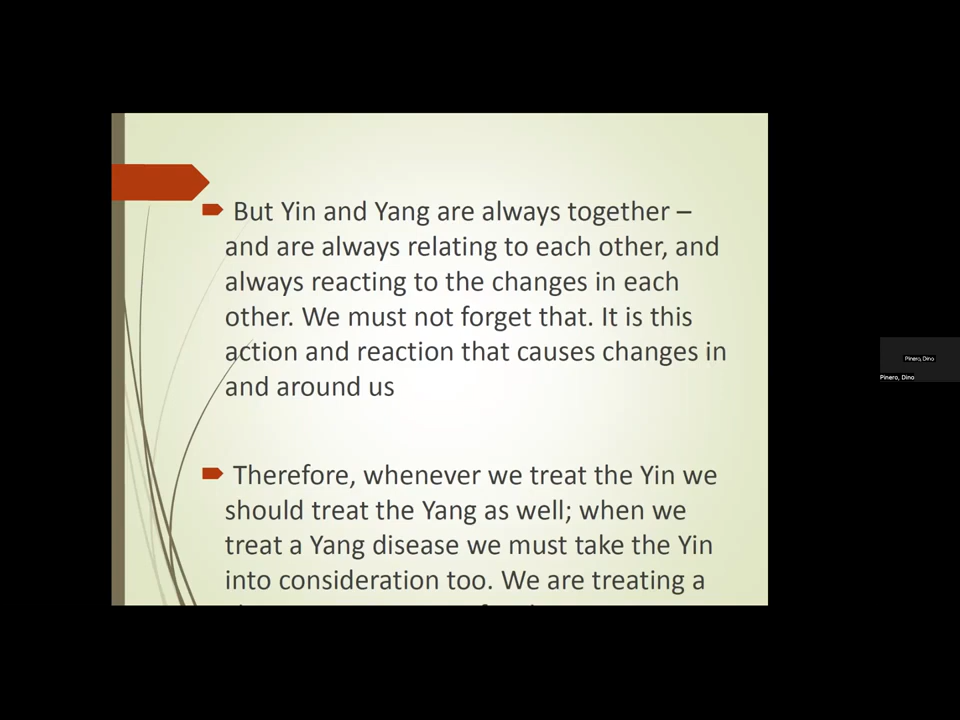 But Yin and Yang are always together –
and are always relating to each other, and
always reacting to the changes in each
other. We must not forget that. It is this
action and reaction that causes changes in
and around us
Therefore, whenever we treat the Yin we
should treat the Yang as well; when we
treat a Yang disease we must take the Yin
into consideration too. We are treating a
Pinero, Dino
Pinero, Dino